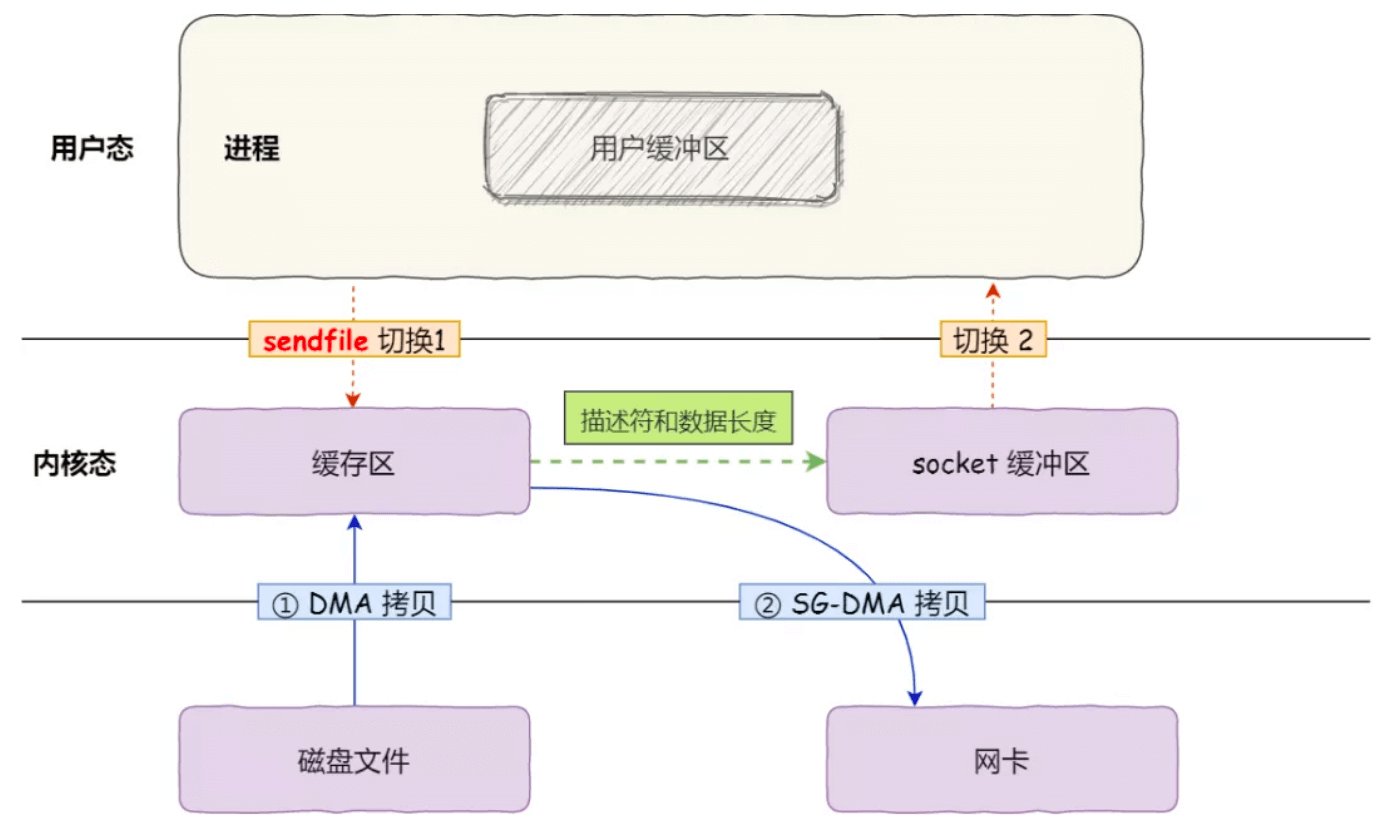 用户态
进程
用户缓冲区
sendfile 切换1
切换 2
描述符和数据长度
内核态
缓存区
socket 缓冲区
① DMA 拷贝
② SG-DMA 拷贝
磁盘文件
网卡